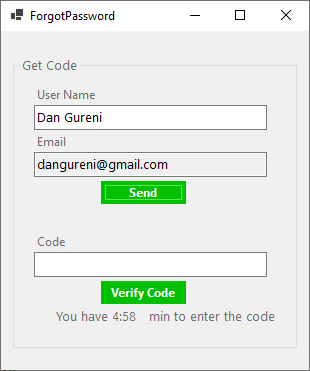 ForgotPassword
Get Code
User Name
Dan Gureni
Email
dangureni@gmail.com
Send
Code
Verify Code
You have 4:58 min to enter the code